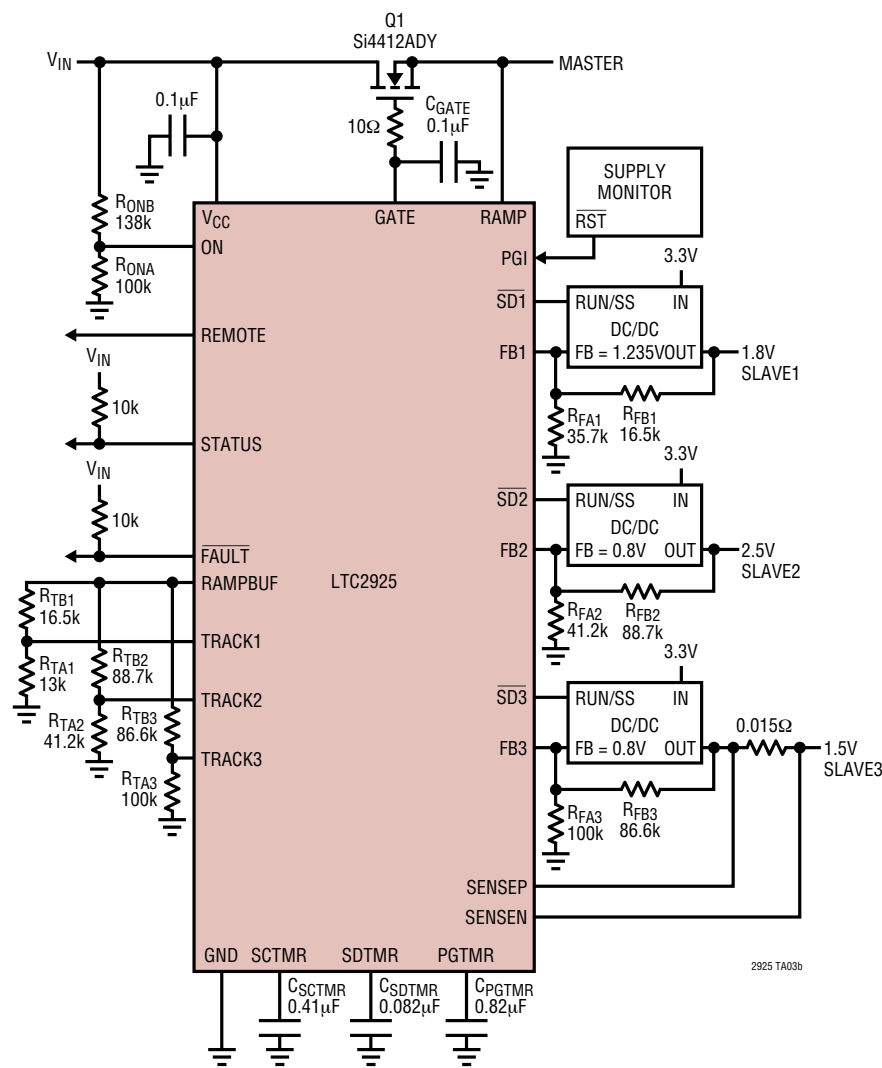 Q1
Si4412ADY
VIN
MASTER
0.1µF
10Ω
CGATE
0.1µF
SUPPLY
MONITOR
RST
RONB
138k
VCC
GATE
RAMP
ON
PGI
RONA
100k
3.3V
SD1
RUN/SS
IN
DC/DC
REMOTE
FB1
FB = 1.235VOUT
1.8V
SLAVE1
VIN
10k
RFA1
35.7k
RFB1
16.5k
STATUS
3.3V
VIN
SD2
RUN/SS
IN
10k
DC/DC
FAULT
FB2
FB = 0.8V
OUT
2.5V
SLAVE2
RAMPBUF
LTC2925
RTB1
16.5k
RFA2
41.2k
RFB2
88.7k
TRACK1
RTA1
13k
RTB2
88.7k
3.3V
SD3
RUN/SS
IN
TRACK2
RTA2
41.2k
RTB3
86.6k
DC/DC
0.015Ω
FB3
FB = 0.8V
OUT
1.5V
SLAVE3
TRACK3
RTA3
100k
RFA3
100k
RFB3
86.6k
SENSEP
SENSEN
GND
SCTMR
SDTMR
PGTMR
2925 TA03b
CSCTMR
0.41µF
CSDTMR
0.082µF
CPGTMR
0.82µF